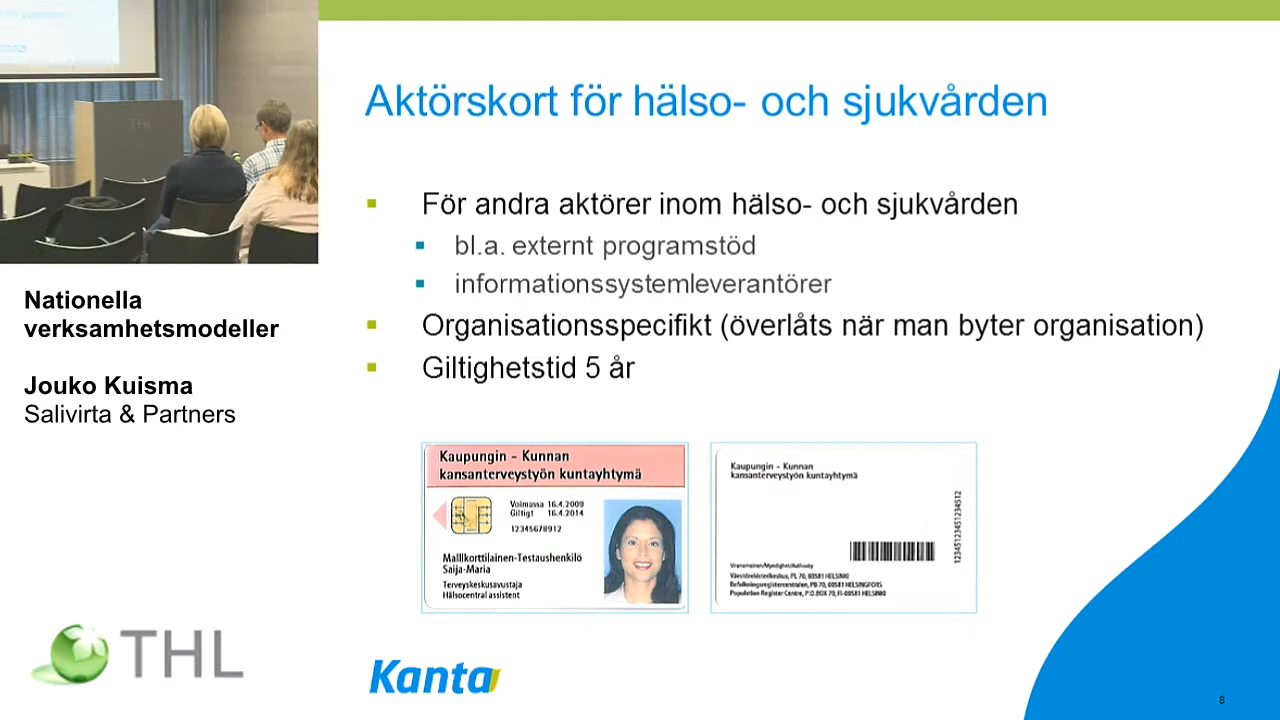 THL
Nationella
verksamhetsmodeller
Jouko Kuisma
Salivirta & Partners
THL
Aktörskort för hälso- och sjukvården
För andra aktörer inom hälso- och sjukvården
bl.a. externt programstöd
informationssystemleverantörer
Organisationsspecifikt (överlåts när man byter organisation)
Giltighetstid 5 år
Kaupungin - Kunnan
kansanterveystyön kuntayhtymä
Voimassa 16.4.2009
Giltigt 16.4.2014
12345678912
Mallikorttilainen-Testaushenkilö
Saija-Maria
Terveyskeskusavustaja
Hälsocentral assistent
Kaupungin - Kunnan
kansanterveystyön kuntayhtymä
12345123451234512
Viranomainen/Myndighet/Authority
Väestörekisterikeskus, PL 70, 00581 HELSINKI
Befolkningsregistercentralen, PB 70, 00581 HELSINGFORS
Population Register Centre, P.O.BOX 70, FI-00581 HELSINKI
Kanta
8